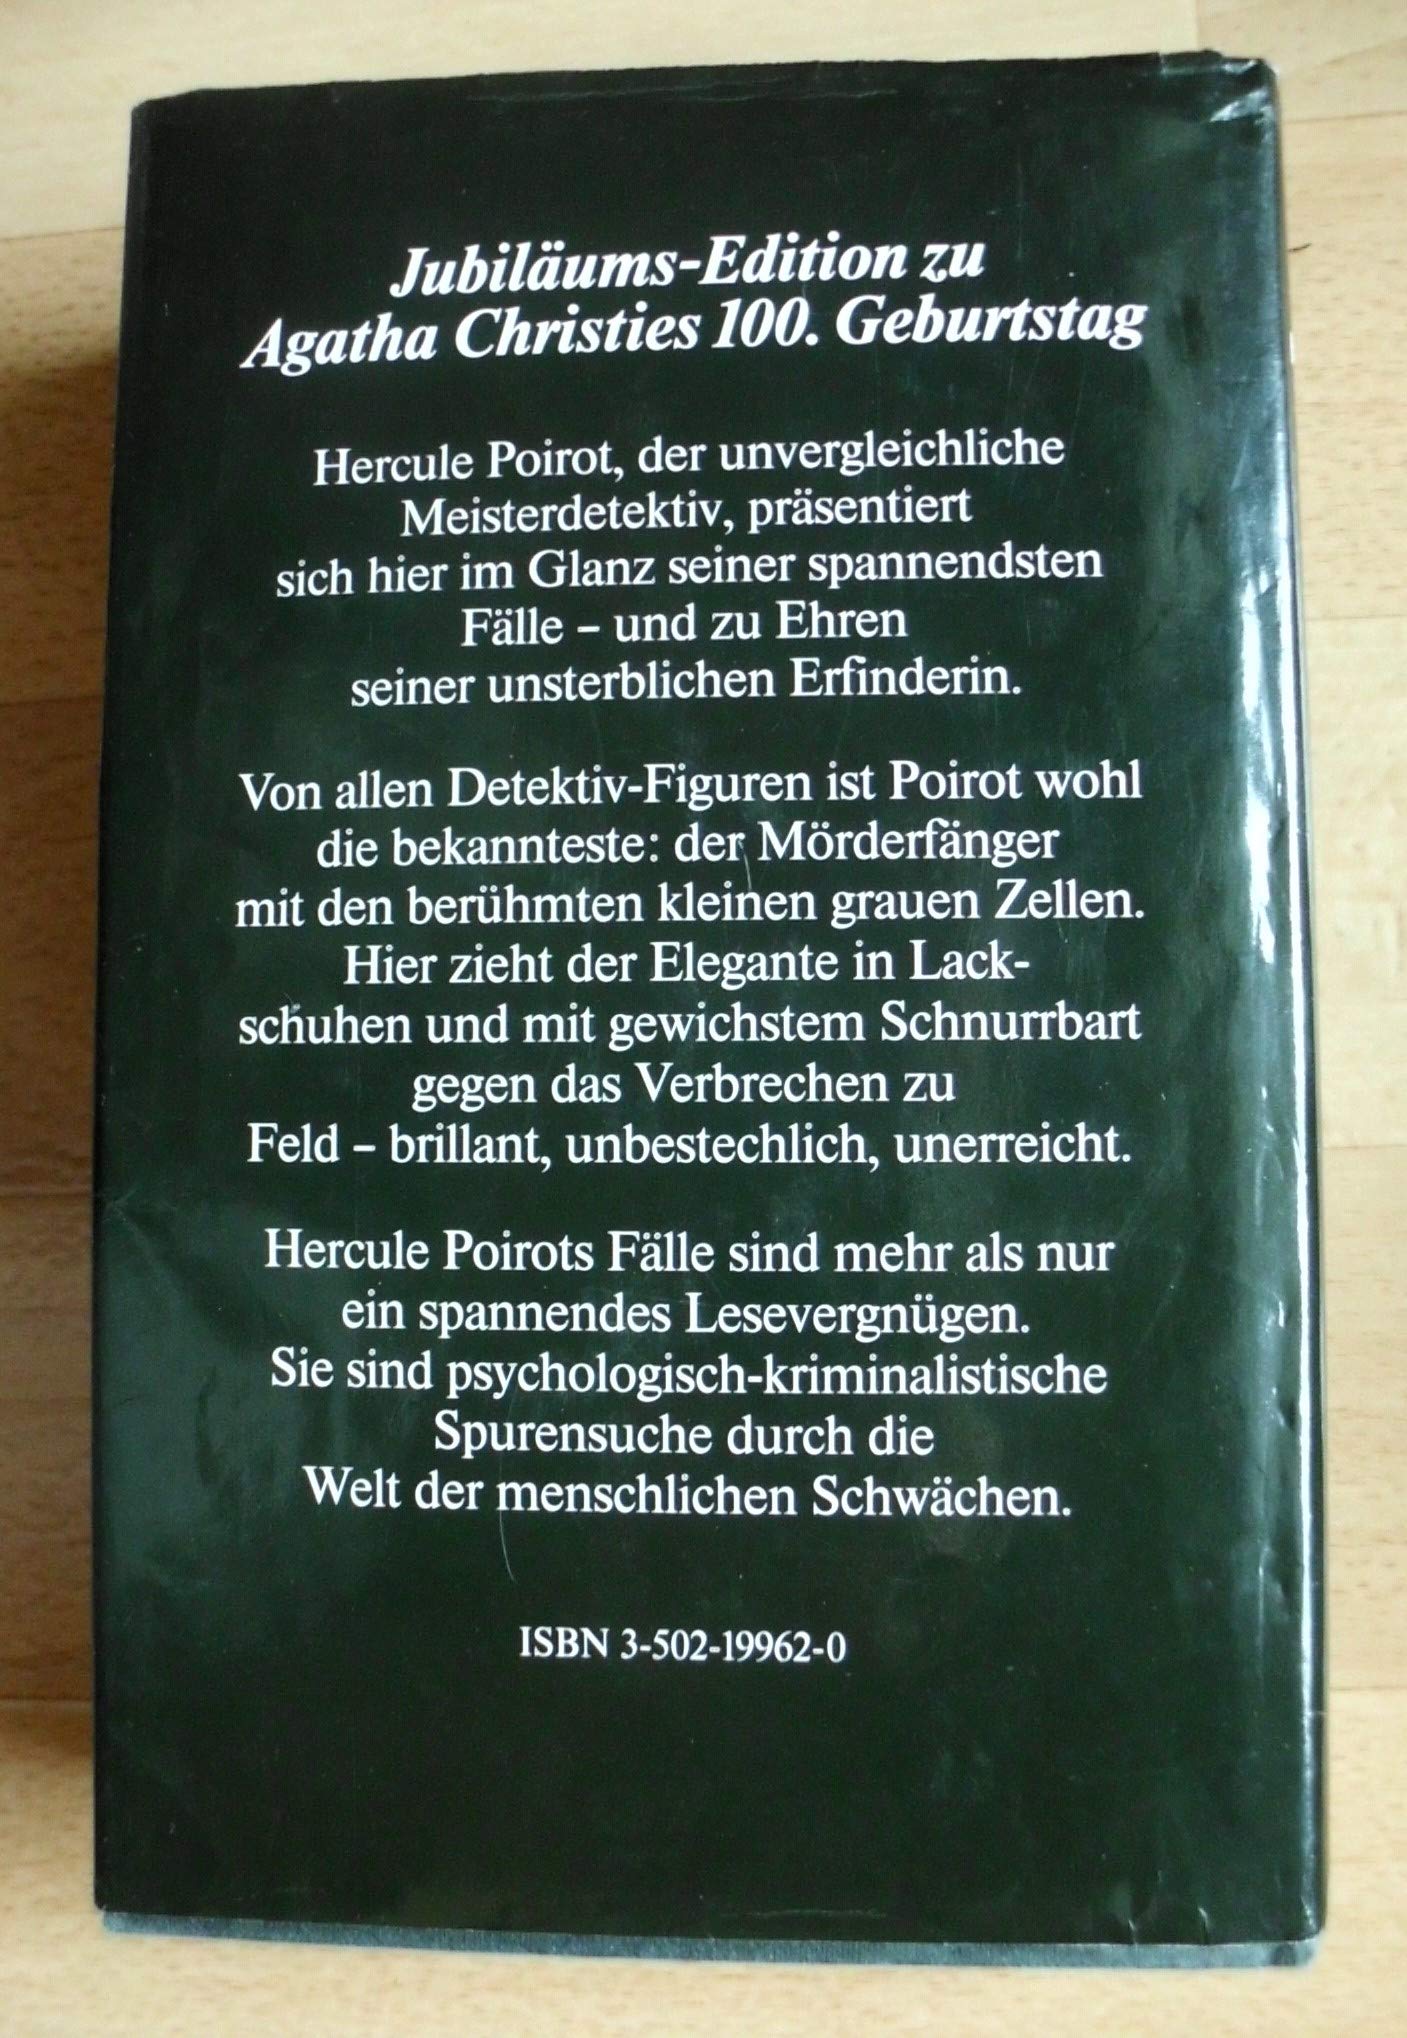 Jubiläums-Edition zu
Agatha Christies 100. Geburtstag
Hercule Poirot, der unvergleichliche
Meisterdetektiv, präsentiert
sich hier im Glanz seiner spannendsten
Fälle – und zu Ehren
seiner unsterblichen Erfinderin.
Von allen Detektiv-Figuren ist Poirot wohl
die bekannteste: der Mörderfänger
mit den berühmten kleinen grauen Zellen.
Hier zieht der Elegante in Lack-
schuhen und mit gewichstem Schnurrbart
gegen das Verbrechen zu
Feld – brillant, unbestechlich, unerreicht.
Hercule Poirots Fälle sind mehr als nur
ein spannendes Lesevergnügen.
Sie sind psychologisch-kriminalistische
Spurensuche durch die
Welt der menschlichen Schwächen.
ISBN 3-502-19962-0